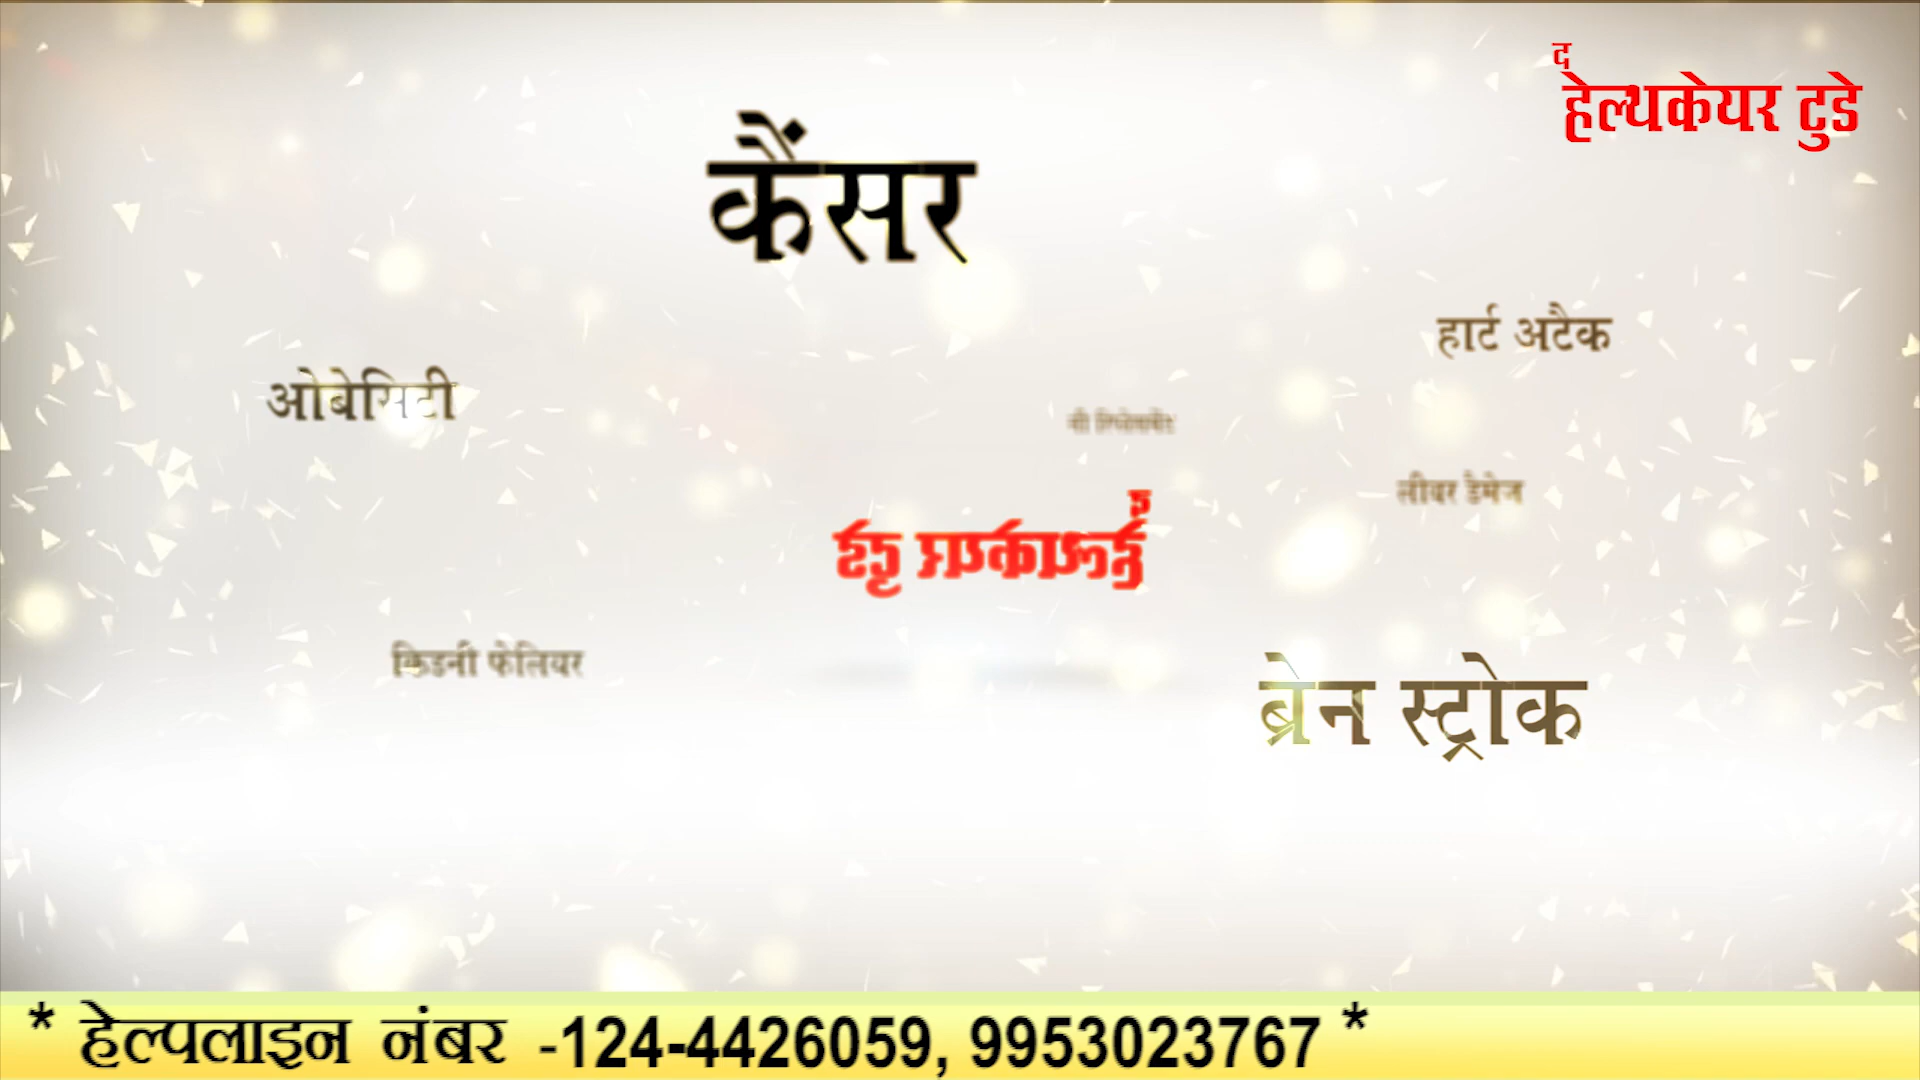 द
हेल्थकेयर टुडे
कैंसर
हार्ट अटैक
ओबेसिटी
लीवर डैमेज
किडनी फेलियर
ब्रेन स्ट्रोक
* हेल्पलाइन नंबर -124-4426059, 9953023767 *